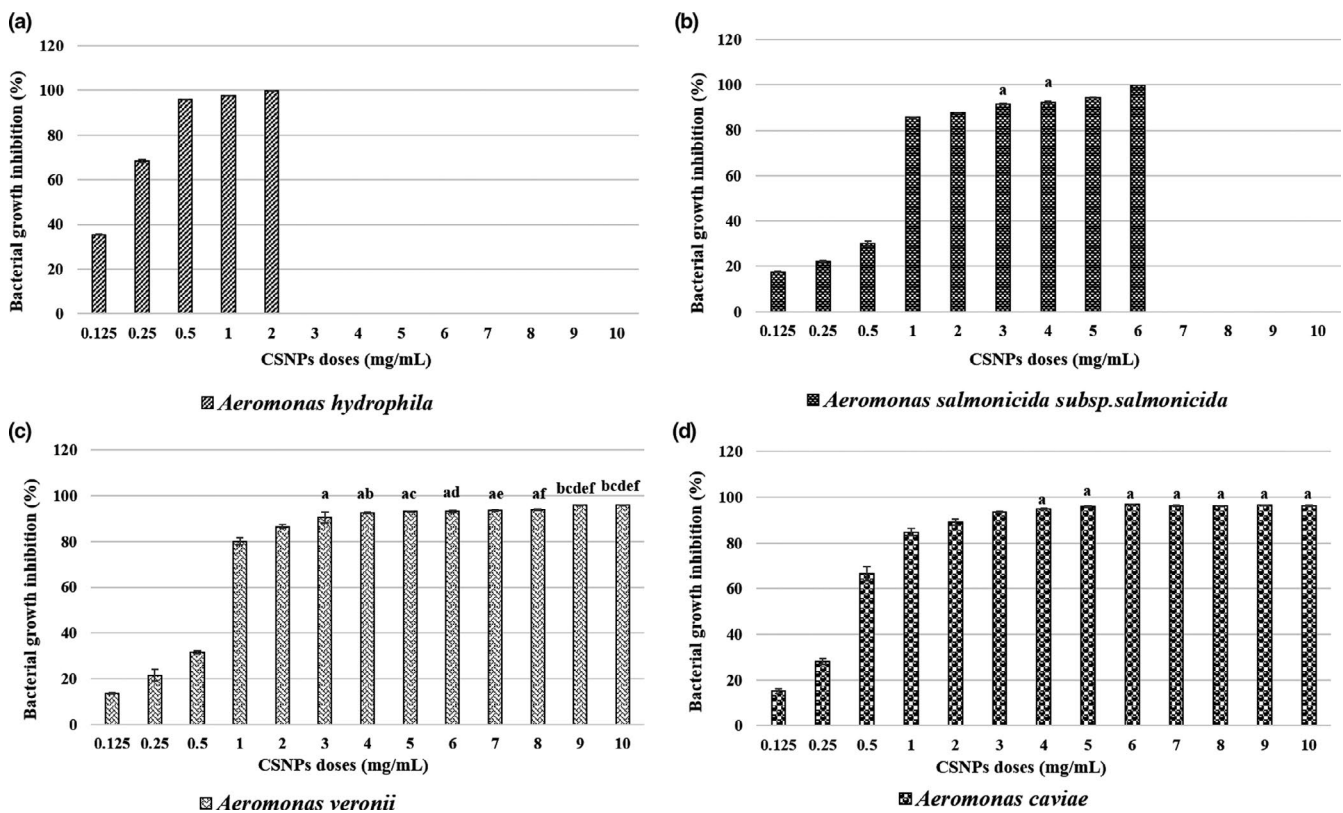 (a)
120
100
80
60
40
20
0
Bacterial growth inhibition (%)
0.125 0.25 0.5 1 2 3 4 5 6 7 8 9 10
CSNPs doses (mg/mL)
Aeromonas hydrophila
(b)
120
100
80
60
40
20
0
Bacterial growth inhibition (%)
a a
0.125 0.25 0.5 1 2 3 4 5 6 7 8 9 10
CSNPs doses (mg/mL)
Aeromonas salmonicida subsp.salmonicida
(c)
120
100
80
60
40
20
0
Bacterial growth inhibition (%)
a ab ac ad ae af bcdef bcdef
0.125 0.25 0.5 1 2 3 4 5 6 7 8 9 10
CSNPs doses (mg/mL)
Aeromonas veronii
(d)
120
100
80
60
40
20
0
Bacterial growth inhibition (%)
a a a a a a a
0.125 0.25 0.5 1 2 3 4 5 6 7 8 9 10
CSNPs doses (mg/mL)
Aeromonas caviae